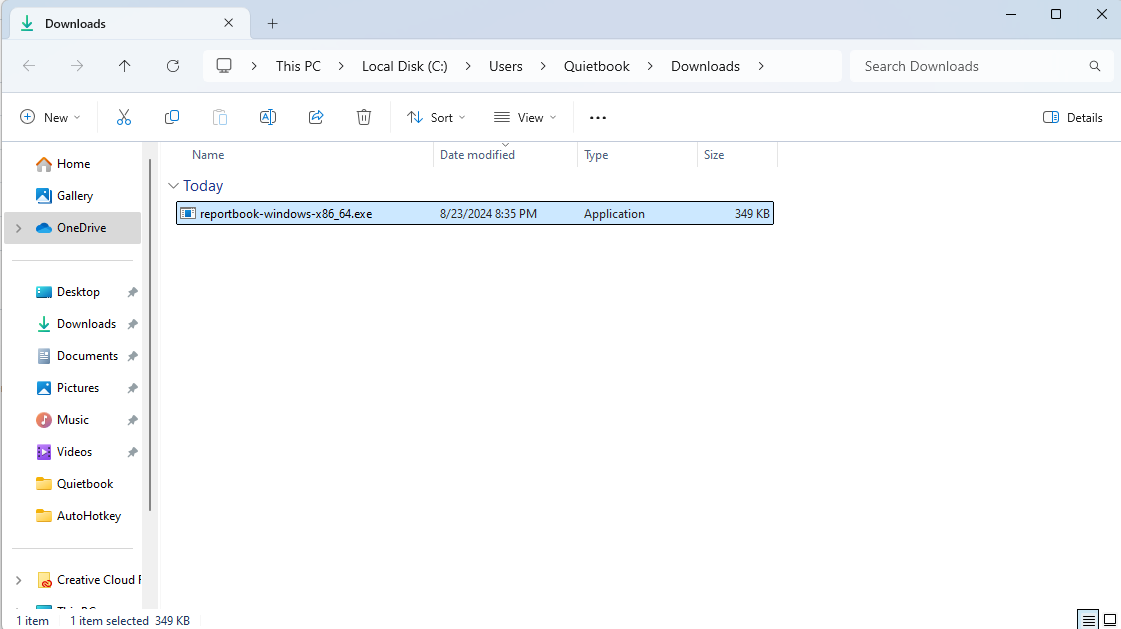 Downloads
This PC > Local Disk (C:) > Users > Quietbook > Downloads >
Search Downloads
New
Sort
View
Details
Name Date modified Type Size
Today
reportbook-windows-x86_64.exe 8/23/2024 8:35 PM Application 349 KB
Home
Gallery
OneDrive
Desktop
Downloads
Documents
Pictures
Music
Videos
Quietbook
AutoHotkey
Creative Cloud F
This PC
1 item 1 item selected 349 KB